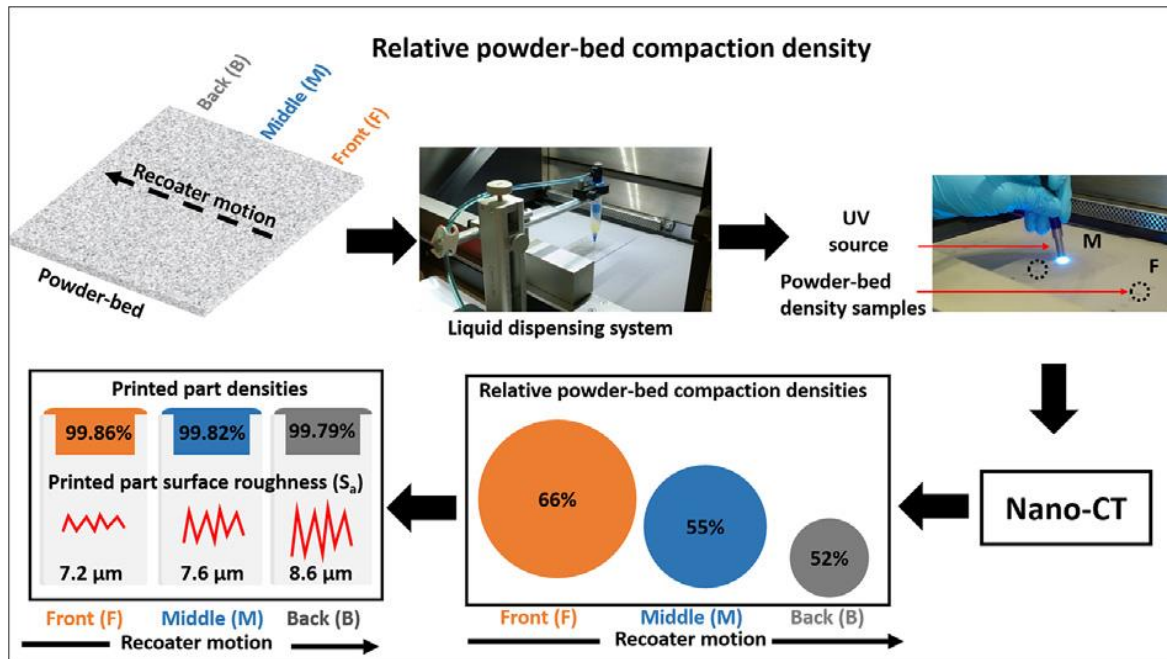 Relative powder-bed compaction density
Back (B)
Middle (M)
Front (F)
Recoater motion
Powder-bed
Liquid dispensing system
UV
source
Powder-bed
density samples
M
F
Printed part densities
99.86%
99.82%
99.79%
Printed part surface roughness (Sa)
7.2 µm
7.6 µm
8.6 µm
Front (F)
Middle (M)
Back (B)
Recoater motion
Relative powder-bed compaction densities
66%
55%
52%
Front (F)
Middle (M)
Back (B)
Recoater motion
Nano-CT